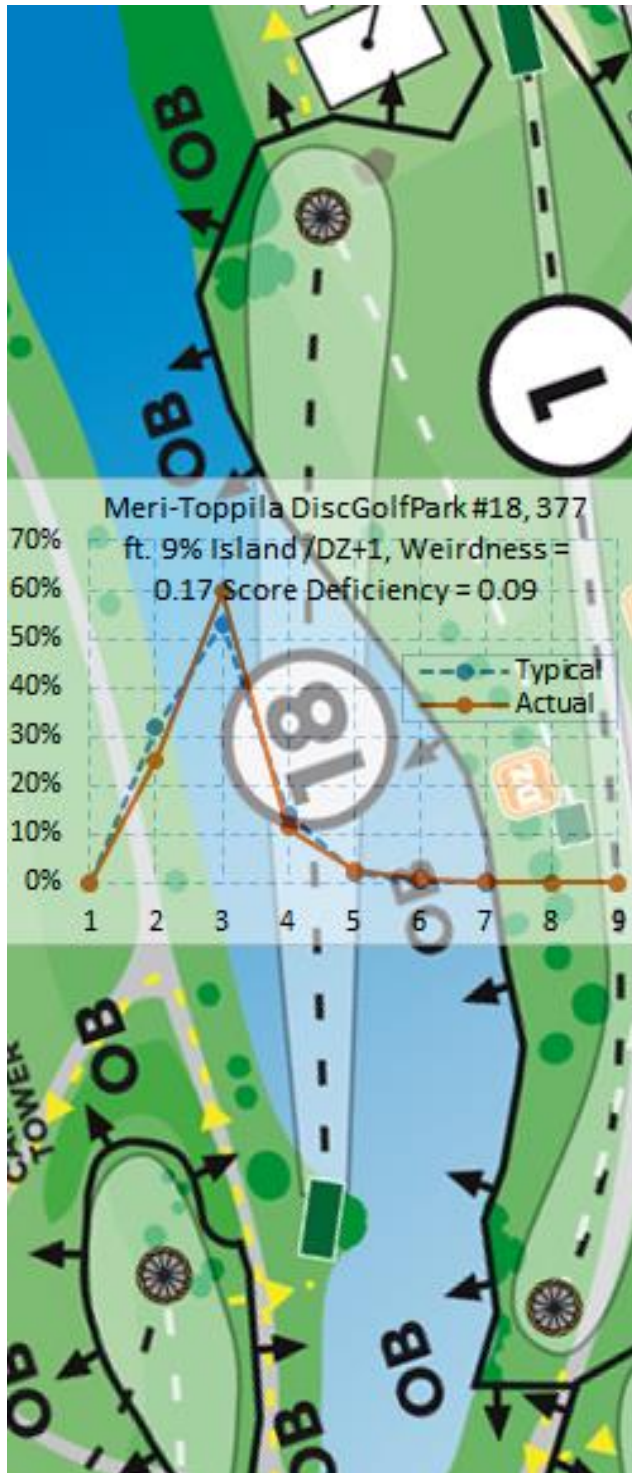 OB
1
OB
Meri-Toppila DiscGolfPark #18, 377
ft. 9% Island /DZ+1, Weirdness =
0.17 Score Deficiency = 0.09
70%
60%
50%
40%
30%
20%
10%
0%
Typical
Actual
18
DZ
1 2 3 4 5 6 7 8 9
OB
OB
TOWER
OB
OB
OB